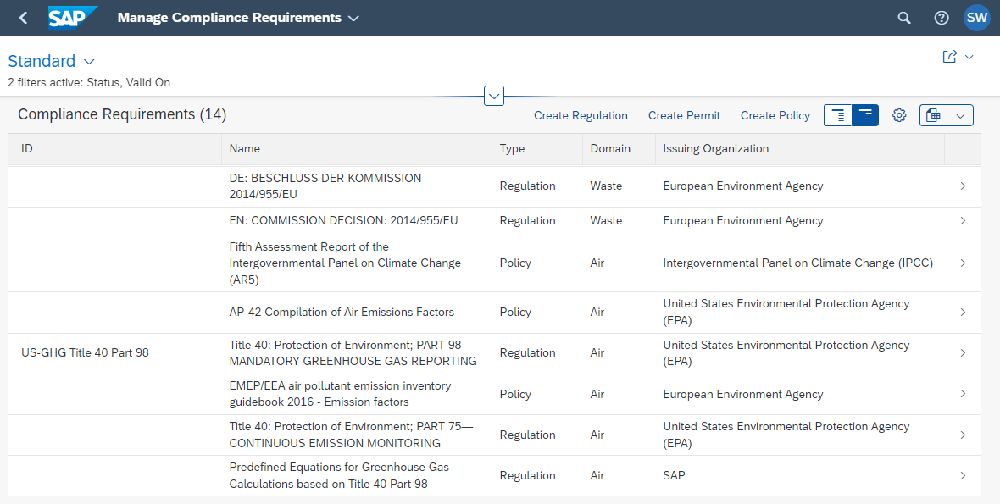 SAP Manage Compliance Requirements SW
Standard
2 filters active: Status, Valid On
Compliance Requirements (14) Create Regulation Create Permit Create Policy
ID Name Type Domain Issuing Organization
DE: BESCHLUSS DER KOMMISSION
2014/955/EU Regulation Waste European Environment Agency
EN: COMMISSION DECISION: 2014/955/EU Regulation Waste European Environment Agency
Fifth Assessment Report of the
Intergovernmental Panel on Climate Change
(AR5) Policy Air Intergovernmental Panel on Climate Change (IPCC)
AP-42 Compilation of Air Emissions Factors Policy Air United States Environmental Protection Agency
(EPA)
US-GHG Title 40 Part 98 Title 40: Protection of Environment; PART 98—
MANDATORY GREENHOUSE GAS REPORTING Regulation Air United States Environmental Protection Agency
(EPA)
EMEP/EEA air pollutant emission inventory
guidebook 2016 - Emission factors Policy Air European Environment Agency
Title 40: Protection of Environment; PART 75—
CONTINUOUS EMISSION MONITORING Regulation Air United States Environmental Protection Agency
(EPA)
Predefined Equations for Greenhouse Gas
Calculations based on Title 40 Part 98 Regulation Air SAP